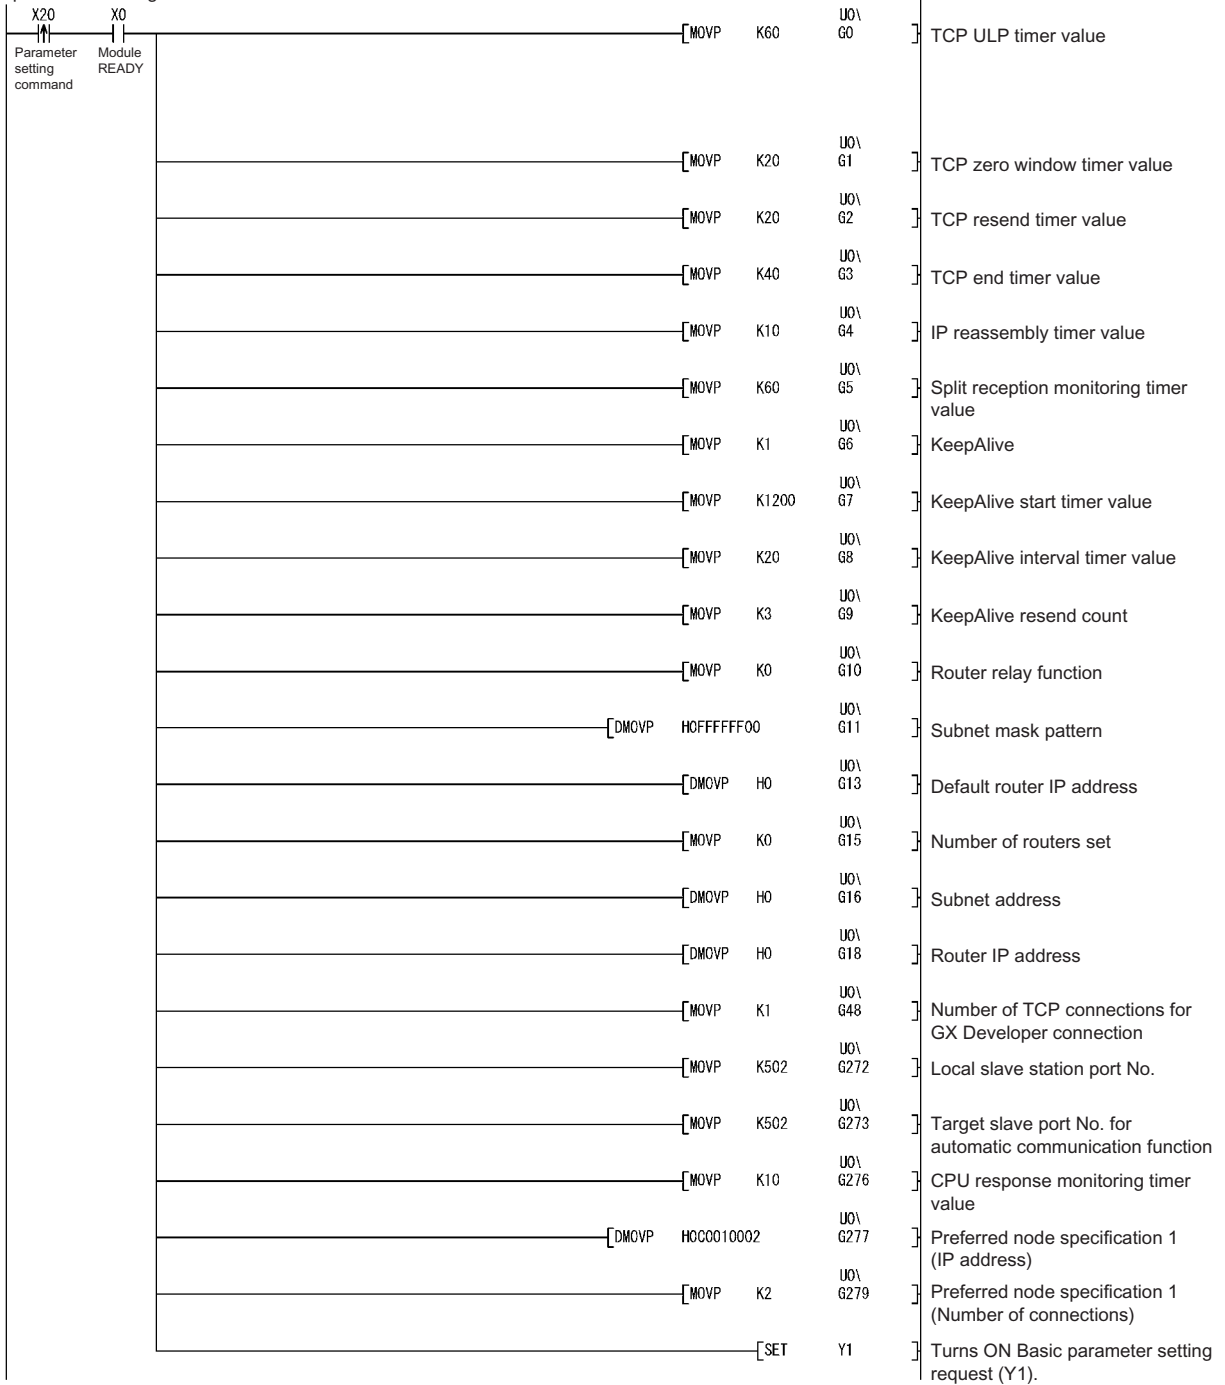 X20 X0 U0\
[MOVP K60 G0 ] TCP ULP timer value
Parameter setting command
Module READY
U0\
[MOVP K20 G1 ] TCP zero window timer value
U0\
[MOVP K20 G2 ] TCP resend timer value
U0\
[MOVP K40 G3 ] TCP end timer value
U0\
[MOVP K10 G4 ] IP reassembly timer value
U0\
[MOVP K60 G5 ] Split reception monitoring timer
value
U0\
[MOVP K1 G6 ] KeepAlive
U0\
[MOVP K1200 G7 ] KeepAlive start timer value
U0\
[MOVP K20 G8 ] KeepAlive interval timer value
U0\
[MOVP K3 G9 ] KeepAlive resend count
U0\
[MOVP K0 G10 ] Router relay function
U0\
[DMOVP H0FFFFFF00 G11 ] Subnet mask pattern
U0\
[DMOVP H0 G13 ] Default router IP address
U0\
[MOVP K0 G15 ] Number of routers set
U0\
[DMOVP H0 G16 ] Subnet address
U0\
[DMOVP H0 G18 ] Router IP address
U0\
[MOVP K1 G48 ] Number of TCP connections for
GX Developer connection
U0\
[MOVP K502 G272 ] Local slave station port No.
U0\
[MOVP K502 G273 ] Target slave port No. for
automatic communication function
U0\
[MOVP K10 G276 ] CPU response monitoring timer
value
U0\
[DMOVP H0C0010002 G277 ] Preferred node specification 1
(IP address)
U0\
[MOVP K2 G279 ] Preferred node specification 1
(Number of connections)
[SET Y1 ] Turns ON Basic parameter setting
request (Y1).